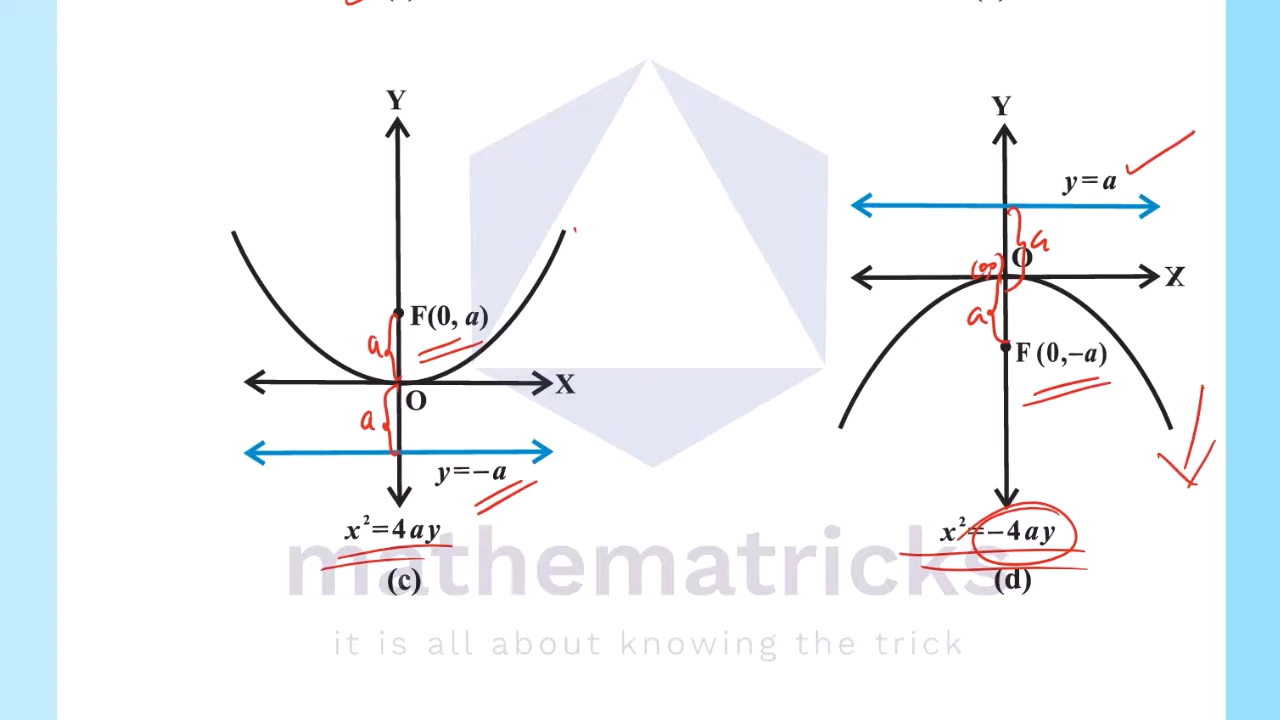 Y
F(0, a)
a
X
O
a
y=−a
x²=4ay
(c)
Y
y=a
a
O
(0,0)
X
a
F (0,−a)
x²=−4ay
(d)
mathematricks
it is all about knowing the trick